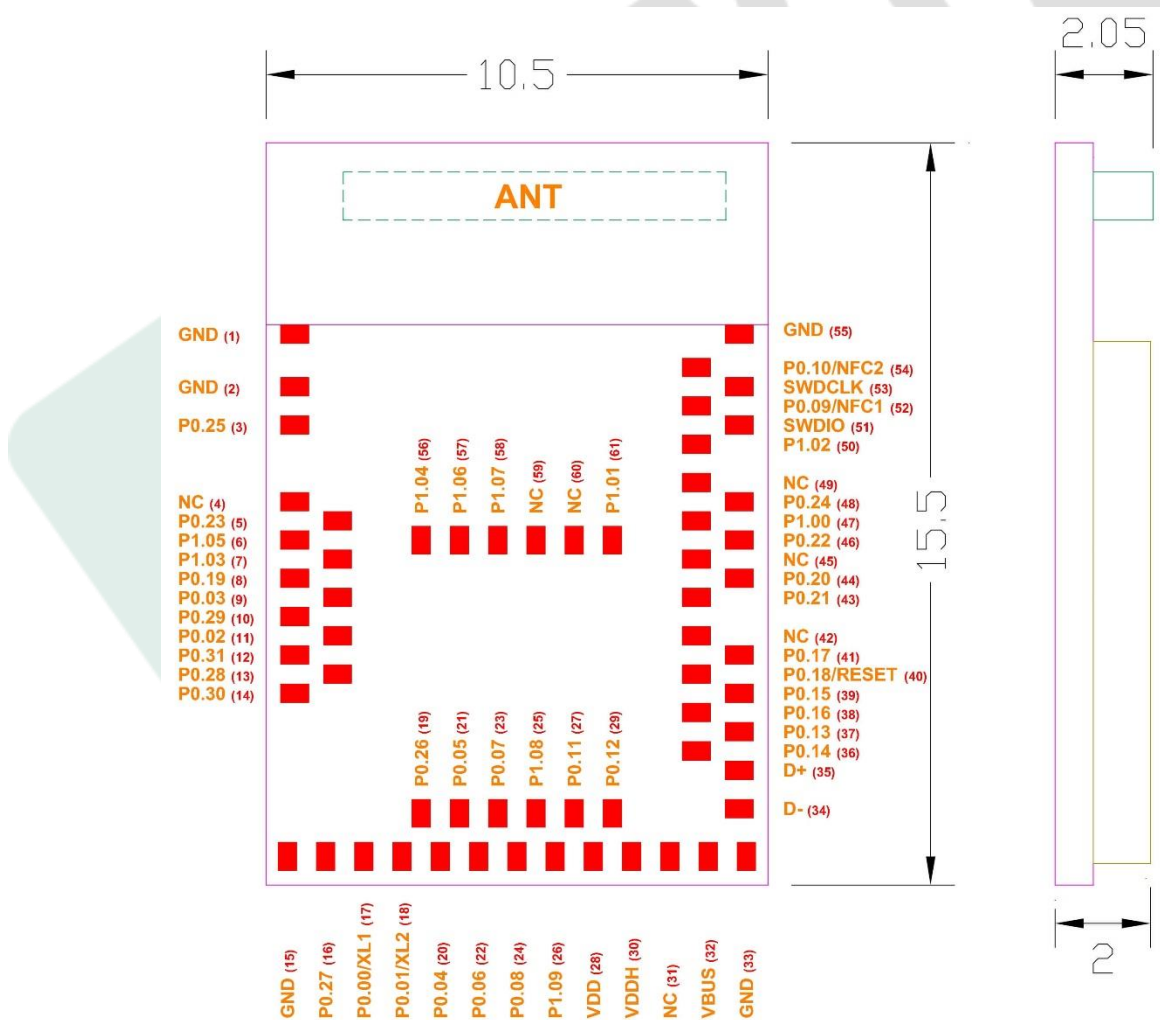 2.05
10.5
ANT
GND (1)
GND (2)
P0.25 (3)
NC (4)
P0.23 (5)
P1.05 (6)
P1.03 (7)
P0.19 (8)
P0.03 (9)
P0.29 (10)
P0.02 (11)
P0.31 (12)
P0.28 (13)
P0.30 (14)
P1.04 (56)
P1.06 (57)
P1.07 (58)
NC (59)
NC (60)
P1.01 (61)
P0.26 (19)
P0.05 (21)
P0.07 (23)
P1.08 (25)
P0.11 (27)
P0.12 (29)
GND (55)
P0.10/NFC2 (54)
SWDCLK (53)
P0.09/NFC1 (52)
SWDIO (51)
P1.02 (50)
NC (49)
P0.24 (48)
P1.00 (47)
P0.22 (46)
NC (45)
P0.20 (44)
P0.21 (43)
NC (42)
P0.17 (41)
P0.18/RESET (40)
P0.15 (39)
P0.16 (38)
P0.13 (37)
P0.14 (36)
D+ (35)
D- (34)
15.5
GND (15)
P0.27 (16)
P0.00/XL1 (17)
P0.01/XL2 (18)
P0.04 (20)
P0.06 (22)
P0.08 (24)
P1.09 (26)
VDD (28)
VDDH (30)
NC (31)
VBUS (32)
GND (33)
2